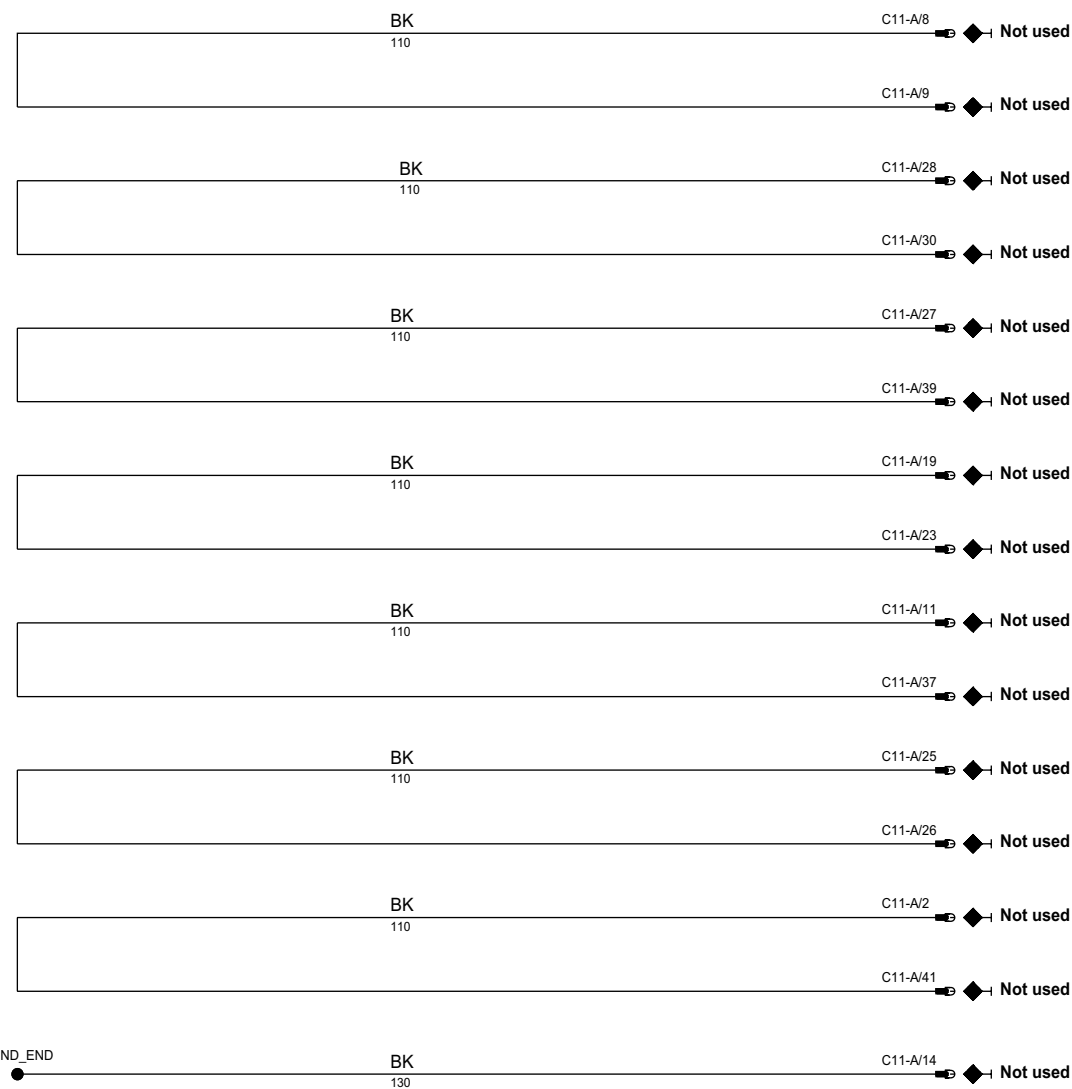 BK C11-A/8 Not used
110
C11-A/9 Not used
BK C11-A/28 Not used
110
C11-A/30 Not used
BK C11-A/27 Not used
110
C11-A/39 Not used
BK C11-A/19 Not used
110
C11-A/23 Not used
BK C11-A/11 Not used
110
C11-A/37 Not used
BK C11-A/25 Not used
110
C11-A/26 Not used
BK C11-A/2 Not used
110
C11-A/41 Not used
ND_END BK C11-A/14 Not used
130